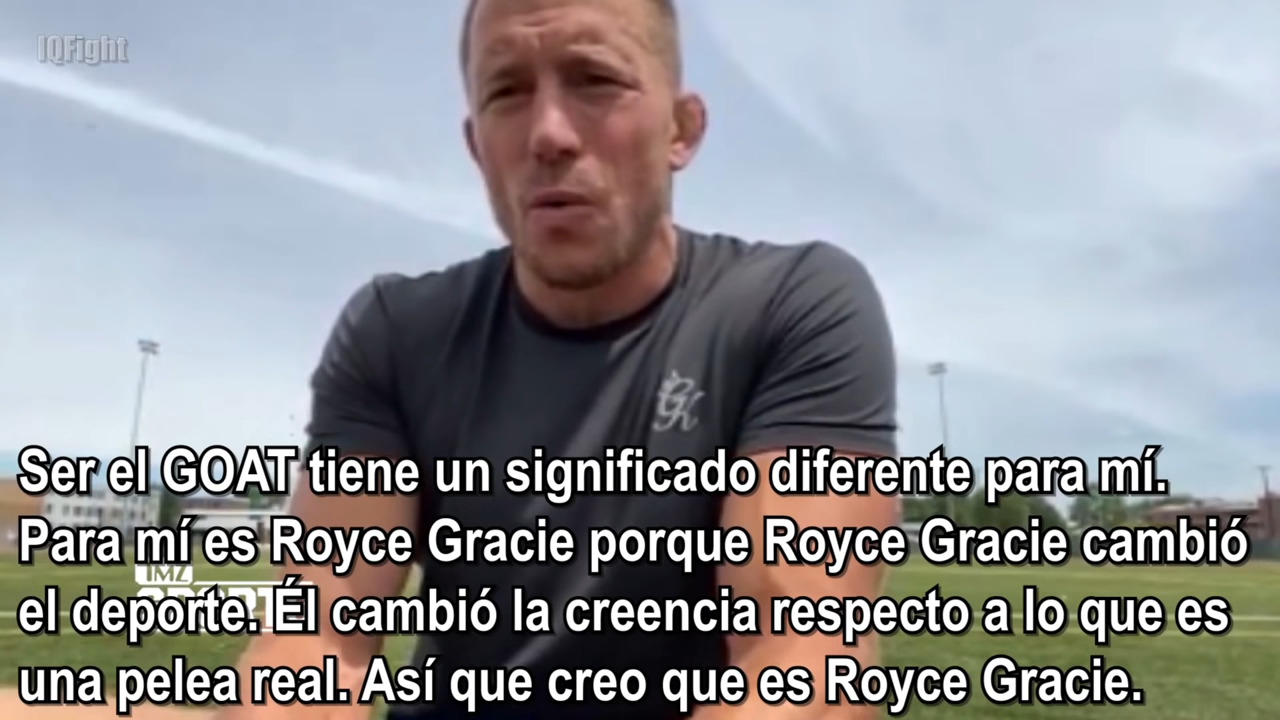 IQFight
GK
Ser el GOAT tiene un significado diferente para mí.
Para mí es Royce Gracie porque Royce Gracie cambió
TMZ
el deporte. Él cambió la creencia respecto a lo que es
una pelea real. Así que creo que es Royce Gracie.